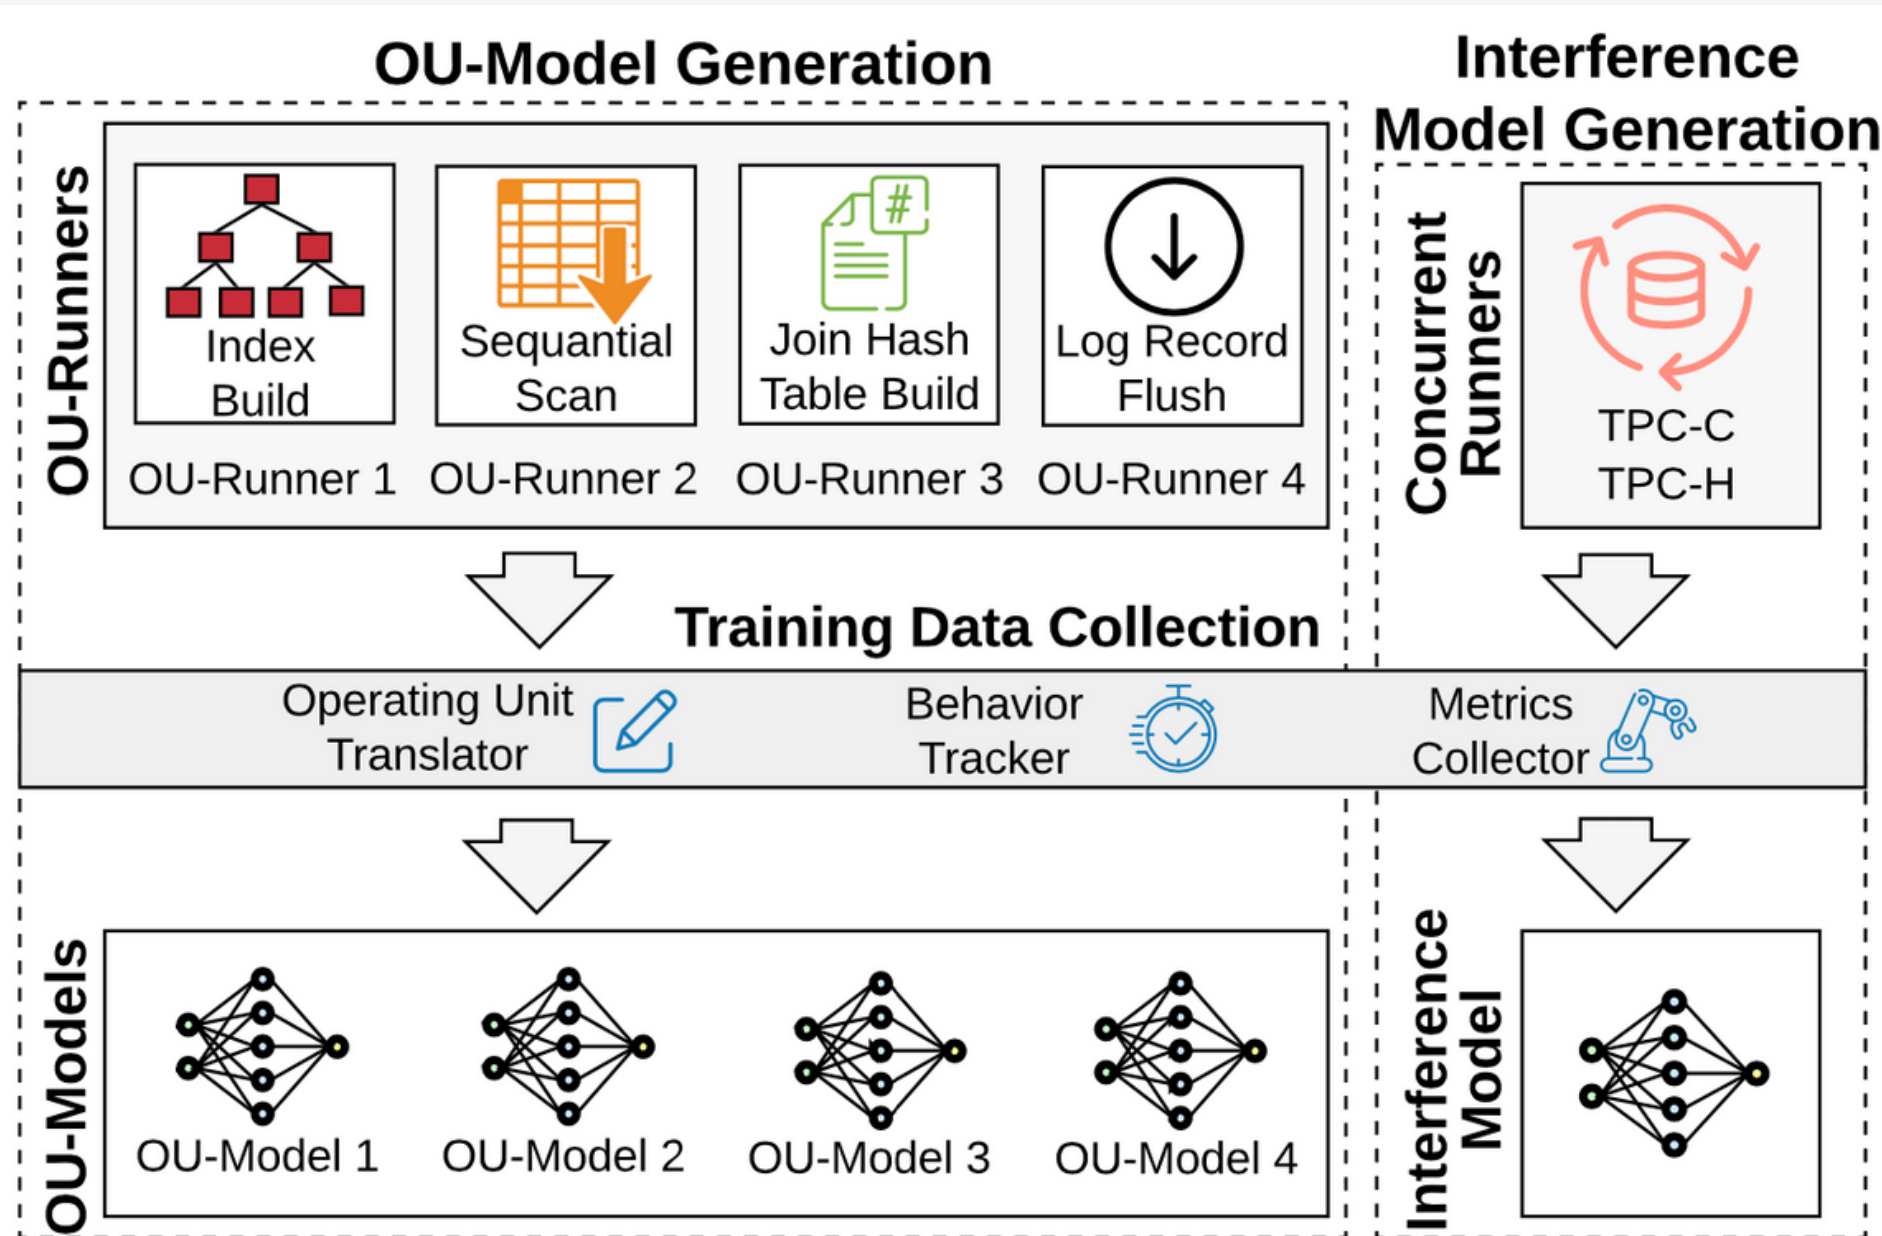 OU-Model Generation
Interference
Model Generation
OU-Runners
Index
Build
OU-Runner 1
Sequantial
Scan
OU-Runner 2
#
Join Hash
Table Build
OU-Runner 3
Log Record
Flush
OU-Runner 4
Concurrent
Runners
TPC-C
TPC-H
Training Data Collection
Operating Unit
Translator
Behavior
Tracker
Metrics
Collector
OU-Models
OU-Model 1
OU-Model 2
OU-Model 3
OU-Model 4
Interference
Model